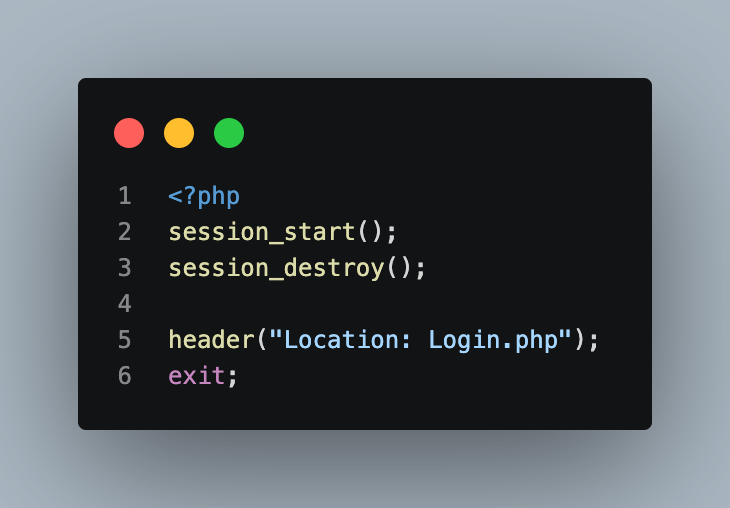 1 <?php
2 session_start();
3 session_destroy();
4
5 header("Location: Login.php");
6 exit;